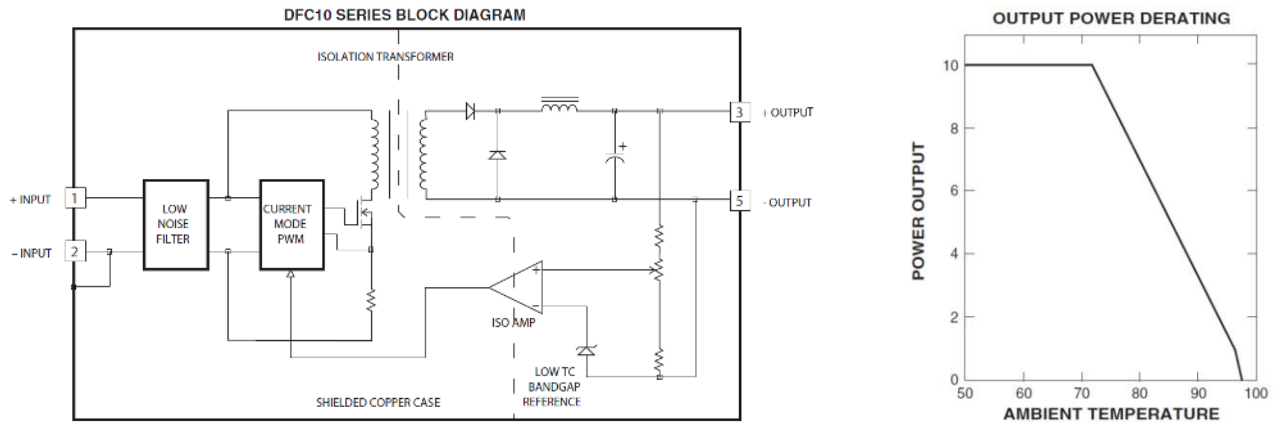 DFC10 SERIES BLOCK DIAGRAM
ISOLATION TRANSFORMER
3
+ OUTPUT
+
+ INPUT
1
LOW
NOISE
FILTER
CURRENT
MODE
PWM
5
- OUTPUT
– INPUT
2
+
–
ISO AMP
LOW TC
BANDGAP
REFERENCE
SHIELDED COPPER CASE
OUTPUT POWER DERATING
POWER OUTPUT
10
8
6
4
2
0
50 60 70 80 90 100
AMBIENT TEMPERATURE